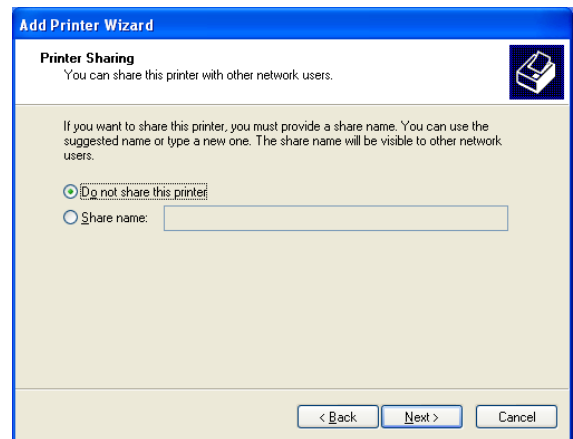 Add Printer Wizard
Printer Sharing
You can share this printer with other network users.
If you want to share this printer, you must provide a share name. You can use the
suggested name or type a new one. The share name will be visible to other network
users.
Do not share this printer
Share name:
< Back
Next >
Cancel